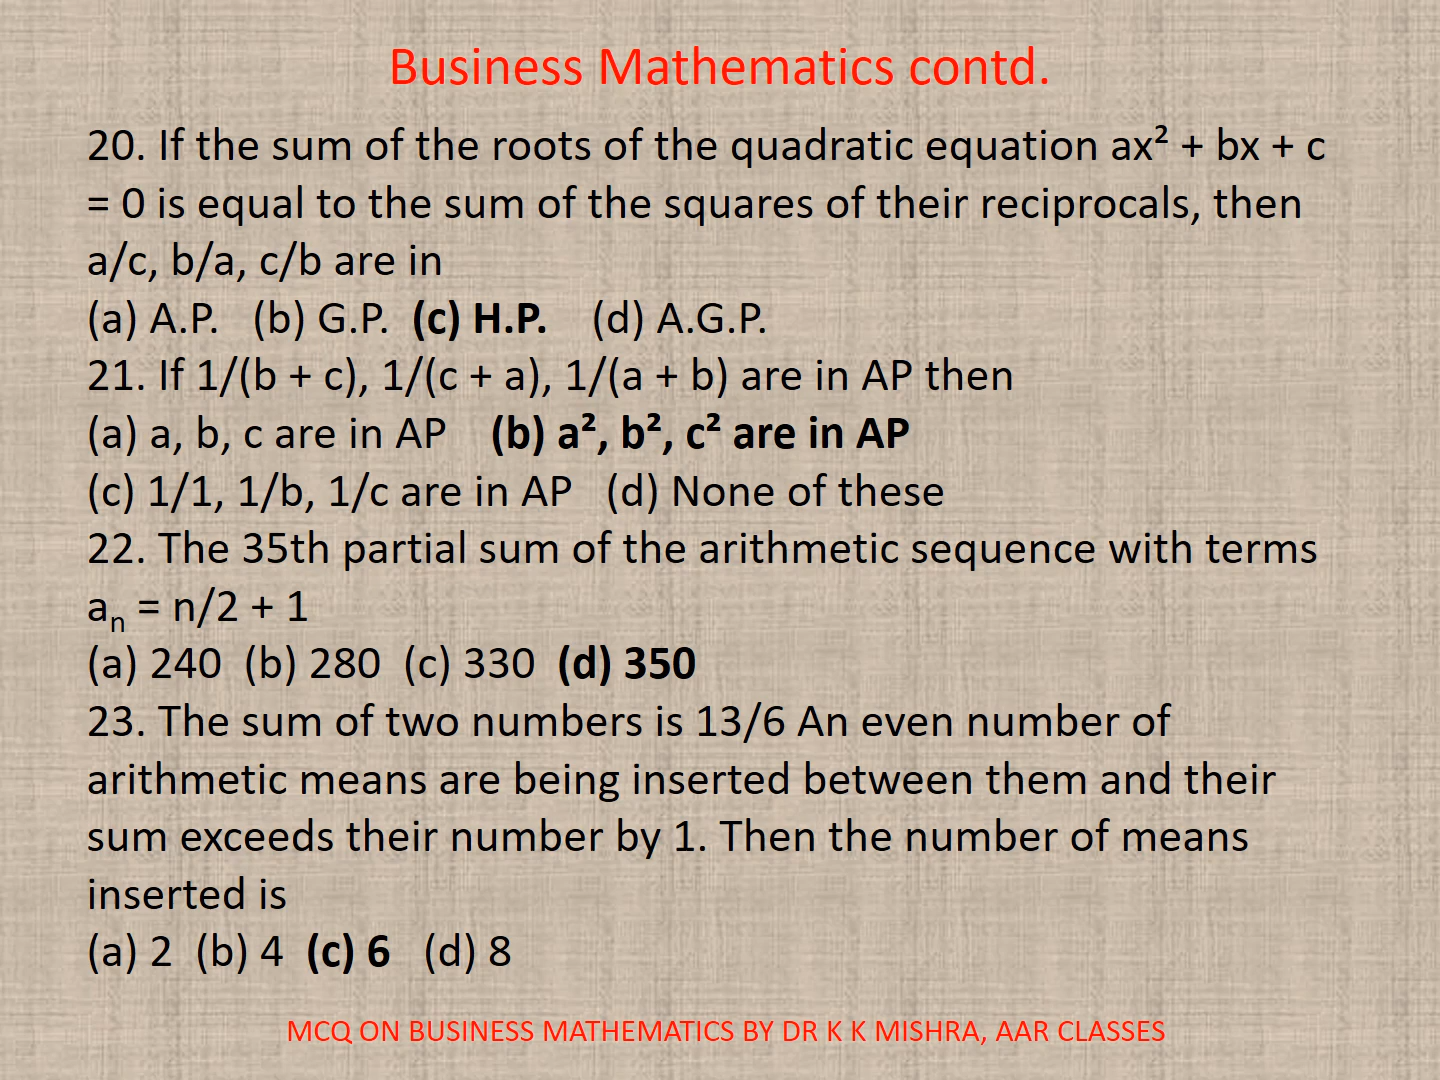 Business Mathematics contd.
20. If the sum of the roots of the quadratic equation ax² + bx + c
= 0 is equal to the sum of the squares of their reciprocals, then
a/c, b/a, c/b are in
(a) A.P. (b) G.P. (c) H.P. (d) A.G.P.
21. If 1/(b + c), 1/(c + a), 1/(a + b) are in AP then
(a) a, b, c are in AP (b) a², b², c² are in AP
(c) 1/1, 1/b, 1/c are in AP (d) None of these
22. The 35th partial sum of the arithmetic sequence with terms
aₙ = n/2 + 1
(a) 240 (b) 280 (c) 330 (d) 350
23. The sum of two numbers is 13/6 An even number of
arithmetic means are being inserted between them and their
sum exceeds their number by 1. Then the number of means
inserted is
(a) 2 (b) 4 (c) 6 (d) 8
MCQ ON BUSINESS MATHEMATICS BY DR K K MISHRA, AAR CLASSES